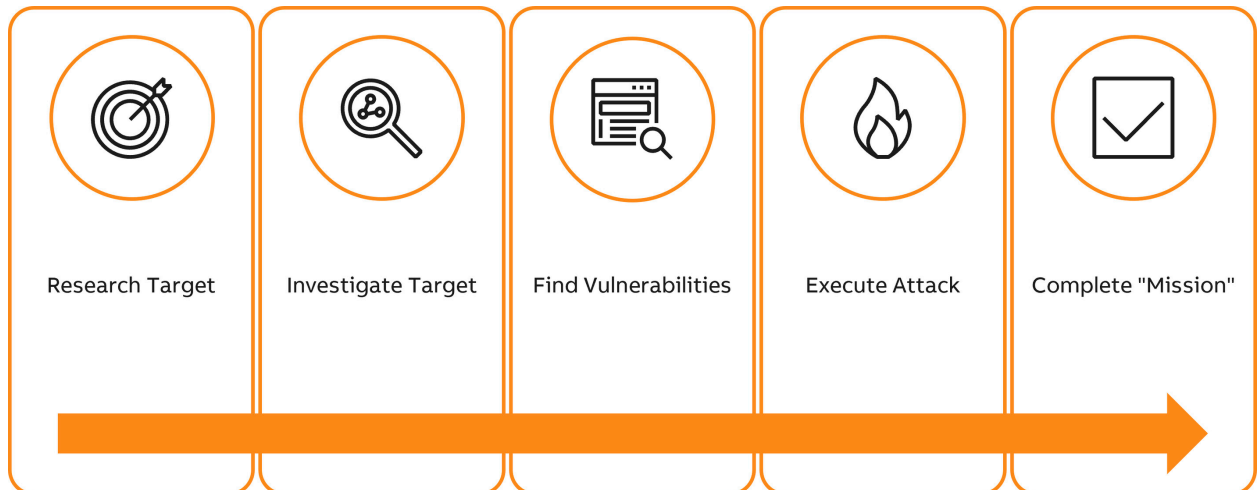 Research Target
Investigate Target
Find Vulnerabilities
Execute Attack
Complete "Mission"